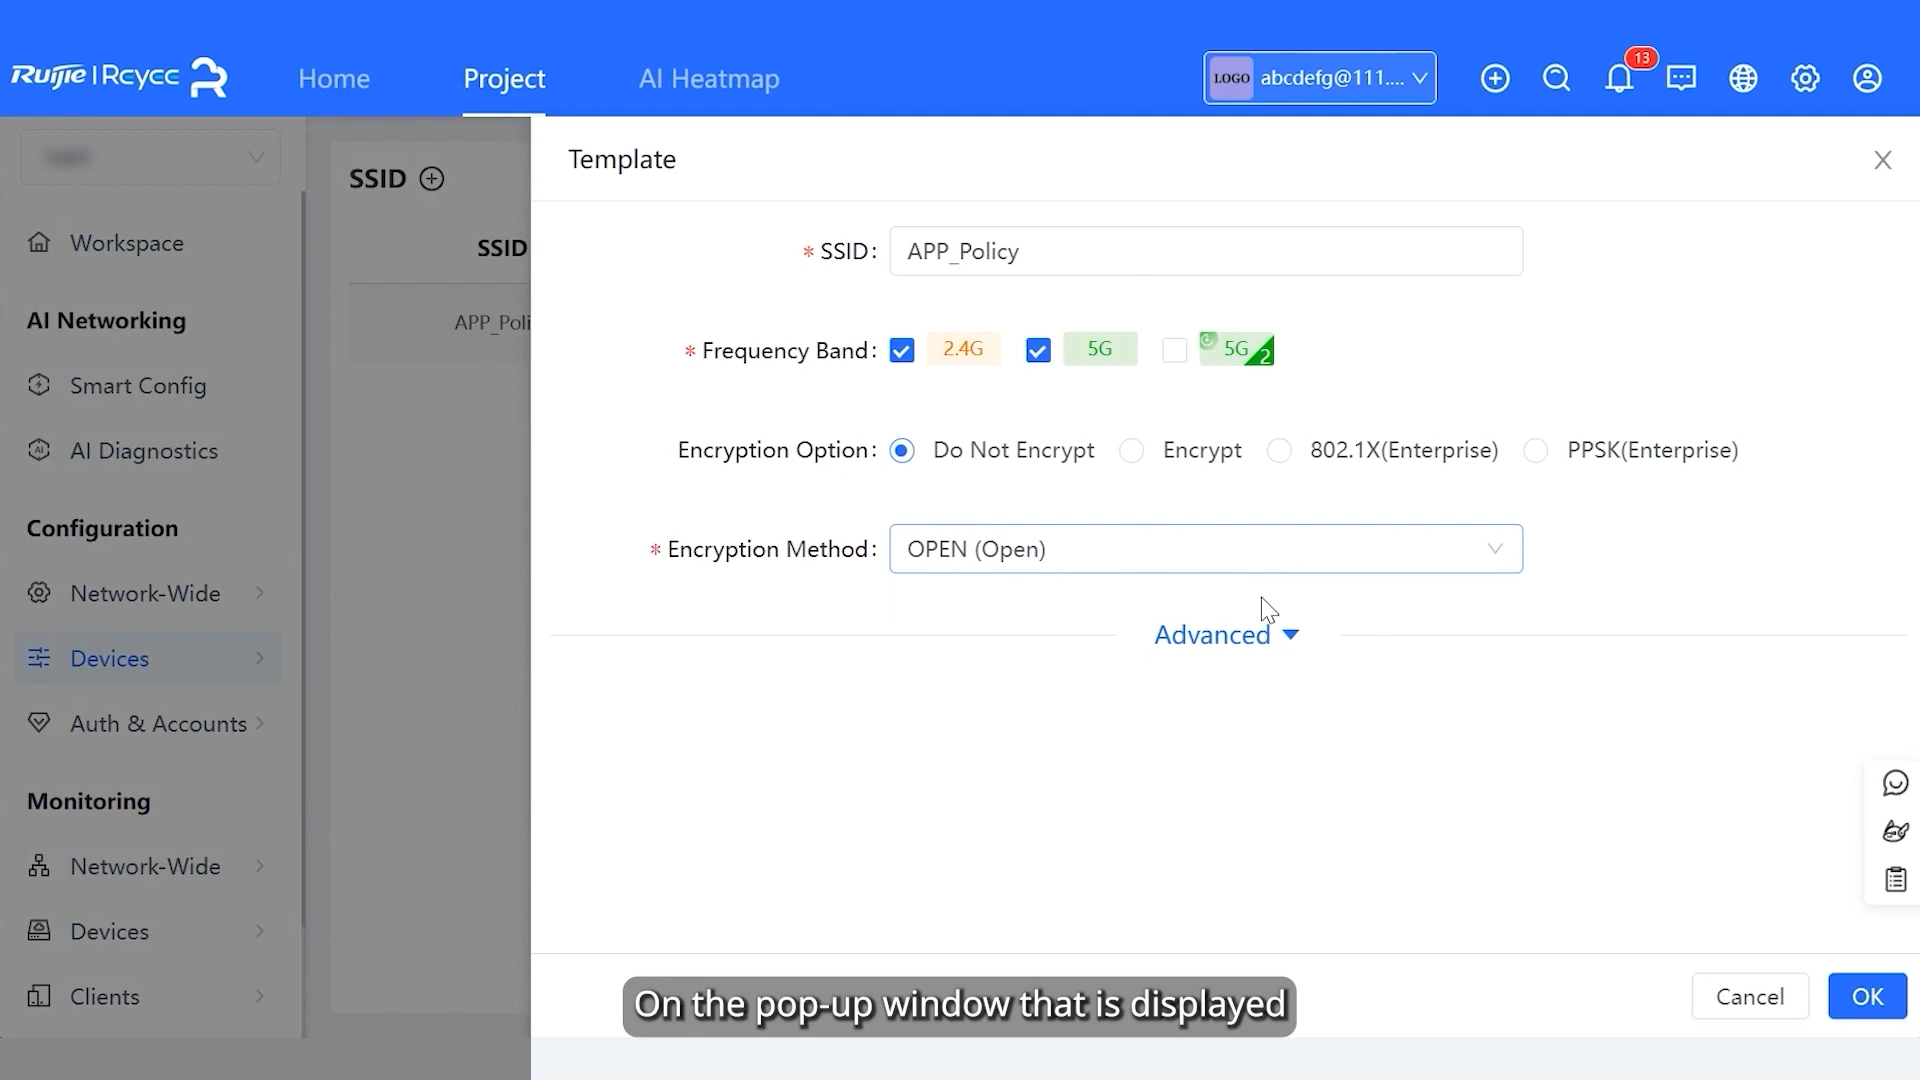 Ruijie | Reyee
Home
Project
AI Heatmap
LOGO abcdefg@111....
13
Workspace
AI Networking
Smart Config
AI Diagnostics
Configuration
Network-Wide
Devices
Auth & Accounts
Monitoring
Network-Wide
Devices
Clients
SSID
SSID
APP_Poli
Template
* SSID: APP_Policy
* Frequency Band: 2.4G 5G 5G 2
Encryption Option: Do Not Encrypt Encrypt 802.1X(Enterprise) PPSK(Enterprise)
* Encryption Method: OPEN (Open)
Advanced
Cancel
OK
On the pop-up window that is displayed